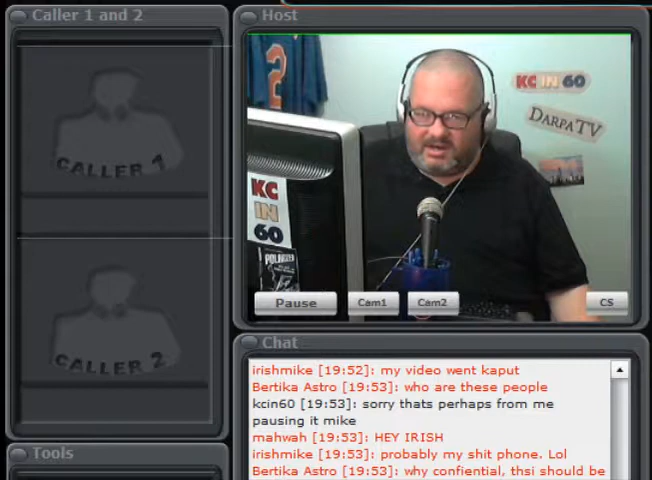 Caller 1 and 2
Host
CALLER 1
CALLER 2
2
KC IN 60
DARPATV
KC
IN
60
Pause
Cam1
Cam2
CS
Chat
irishmike [19:52]: my video went kaput
Bertika Astro [19:53]: who are these people
kcin60 [19:53]: sorry thats perhaps from me
pausing it mike
mahwah [19:53]: HEY IRISH
irishmike [19:53]: probably my shit phone. Lol
Bertika Astro [19:53]: why confiential, thsi should be
Tools